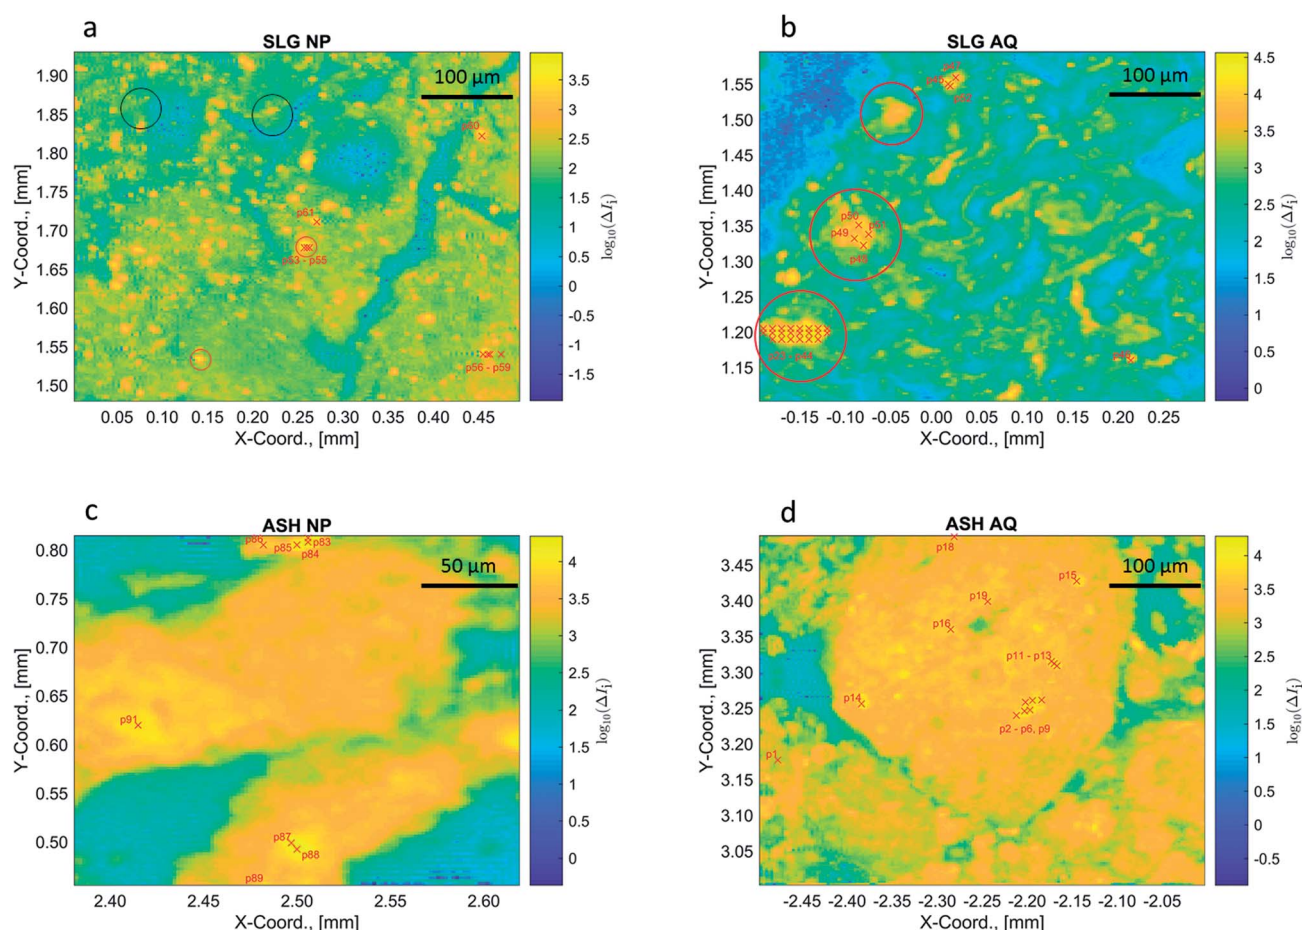 a
SLG NP
100 µm
Y-Coord., [mm]
1.90
1.85
1.80
1.75
1.70
1.65
1.60
1.55
1.50
p60
p61
p53 - p55
p56 - p59
0.05 0.10 0.15 0.20 0.25 0.30 0.35 0.40 0.45
X-Coord., [mm]
3.5
3
2.5
2
1.5
1
0.5
0
-0.5
-1
-1.5
log10(ΔIi)
b
SLG AQ
100 µm
Y-Coord., [mm]
1.55
1.50
1.45
1.40
1.35
1.30
1.25
1.20
1.15
p52
p50
p49
p46
-0.15 -0.10 -0.05 0.00 0.05 0.10 0.15 0.20 0.25
X-Coord., [mm]
4.5
4
3.5
3
2.5
2
1.5
1
0.5
0
log10(ΔIi)
c
ASH NP
50 µm
Y-Coord., [mm]
0.80
0.75
0.70
0.65
0.60
0.55
0.50
p86
p85
p83
p84
p91
p87
p88
p89
2.40 2.45 2.50 2.55 2.60
X-Coord., [mm]
4
3.5
3
2.5
2
1.5
1
0.5
0
log10(ΔIi)
d
ASH AQ
100 µm
Y-Coord., [mm]
3.45
3.40
3.35
3.30
3.25
3.20
3.15
3.10
3.05
p18
p15
p19
p16
p11 - p13
p14
p2 - p6, p9
p1
-2.45 -2.40 -2.35 -2.30 -2.25 -2.20 -2.15 -2.10 -2.05
X-Coord., [mm]
4
3.5
3
2.5
2
1.5
1
0.5
0
-0.5
log10(ΔIi)